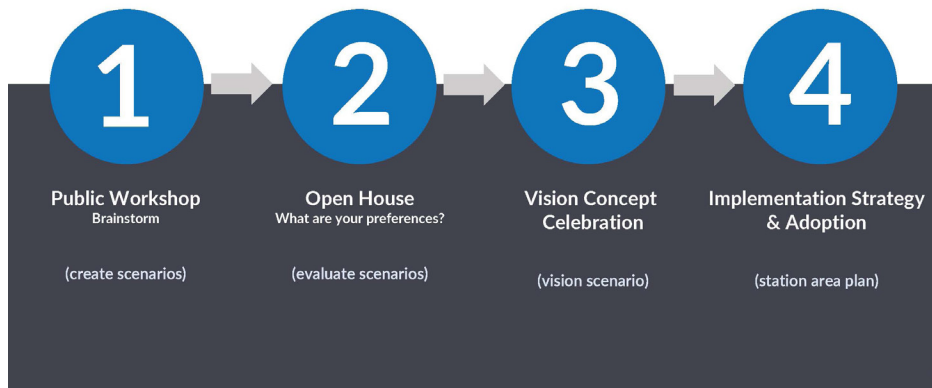 1
2
3
4
Public Workshop
Brainstorm
(create scenarios)
Open House
What are your preferences?
(evaluate scenarios)
Vision Concept
Celebration
(vision scenario)
Implementation Strategy
& Adoption
(station area plan)